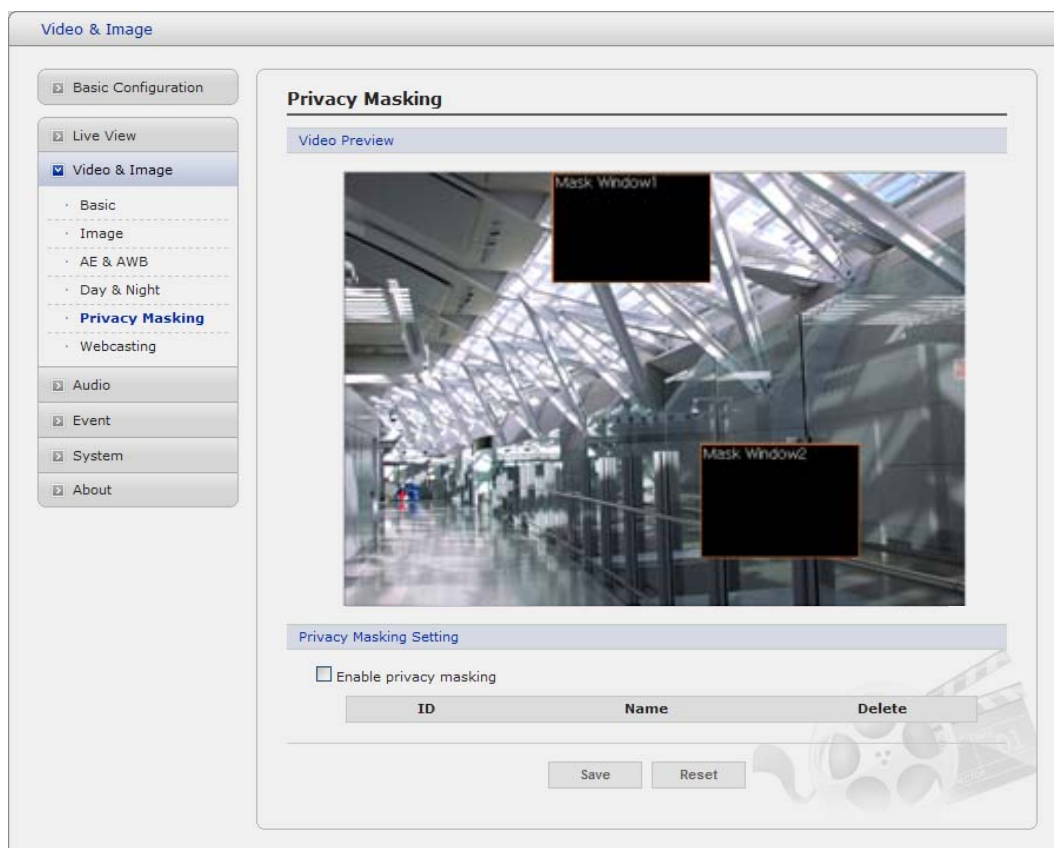 Video & Image
Basic Configuration
Live View
Video & Image
Basic
Image
AE & AWB
Day & Night
Privacy Masking
Webcasting
Audio
Event
System
About
Privacy Masking
Video Preview
Mask Window1
Mask Window2
Privacy Masking Setting
Enable privacy masking
ID Name Delete
Save Reset